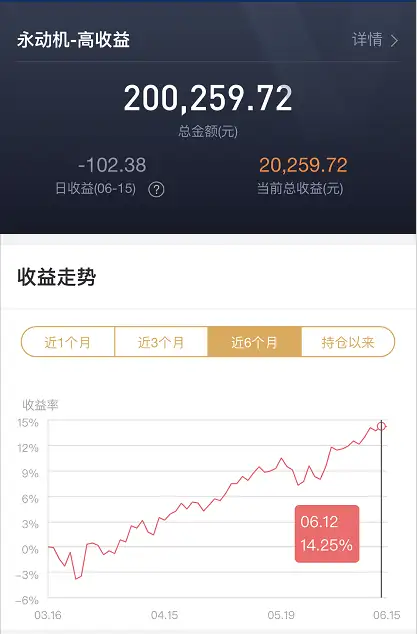 永动机-高收益
详情
200,259.72
总金额(元)
-102.38
20,259.72
日收益(06-15) ?
当前总收益(元)
收益走势
近1个月 近3个月 近6个月 持仓以来
收益率
15%
12%
9%
6%
3%
0%
-3%
-6%
06.12
14.25%
03.16 04.15 05.19 06.15